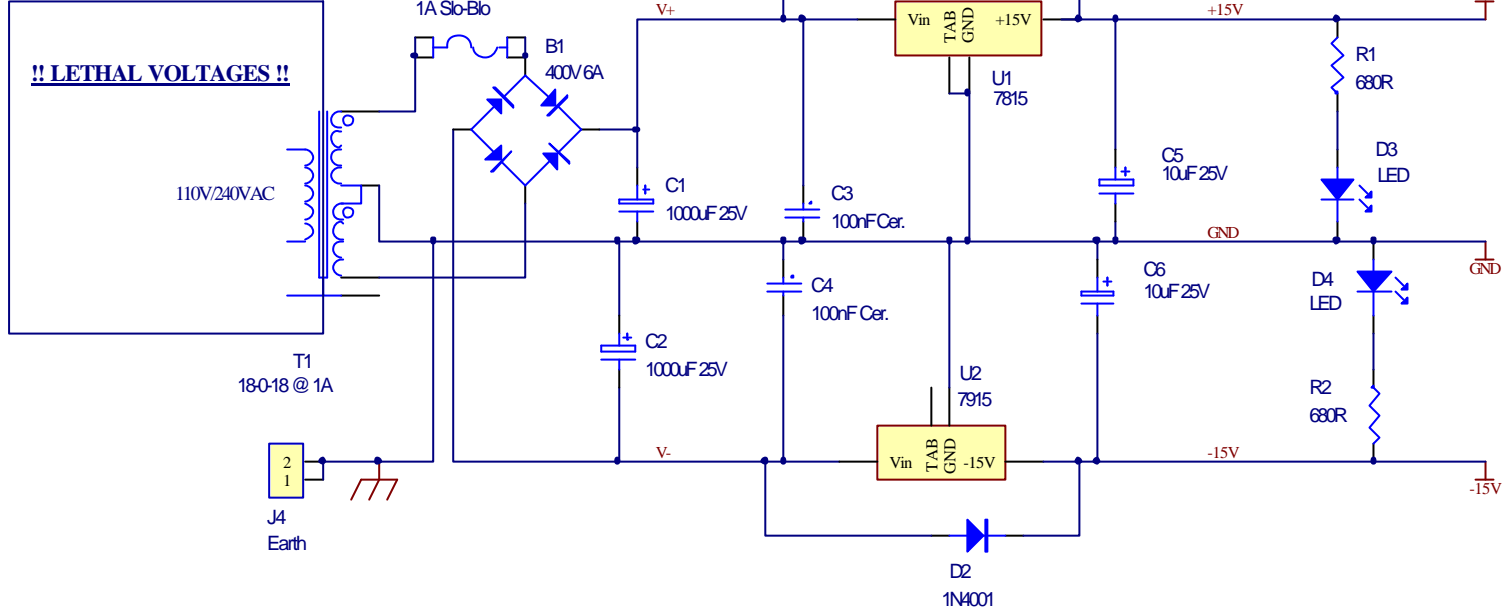 1A Slo-Blo
V+
Vin TAB GND +15V
+15V
!! LETHAL VOLTAGES !!
B1
400V 6A
U1
7815
R1
680R
110V/240VAC
C1
1000uF 25V
C3
100nF Cer.
C5
10uF 25V
D3
LED
GND
GND
C4
100nF Cer.
C6
10uF 25V
D4
LED
T1
18-0-18 @ 1A
C2
1000uF 25V
U2
7915
R2
680R
2
1
V-
Vin TAB GND -15V
-15V
-15V
J4
Earth
D2
1N4001